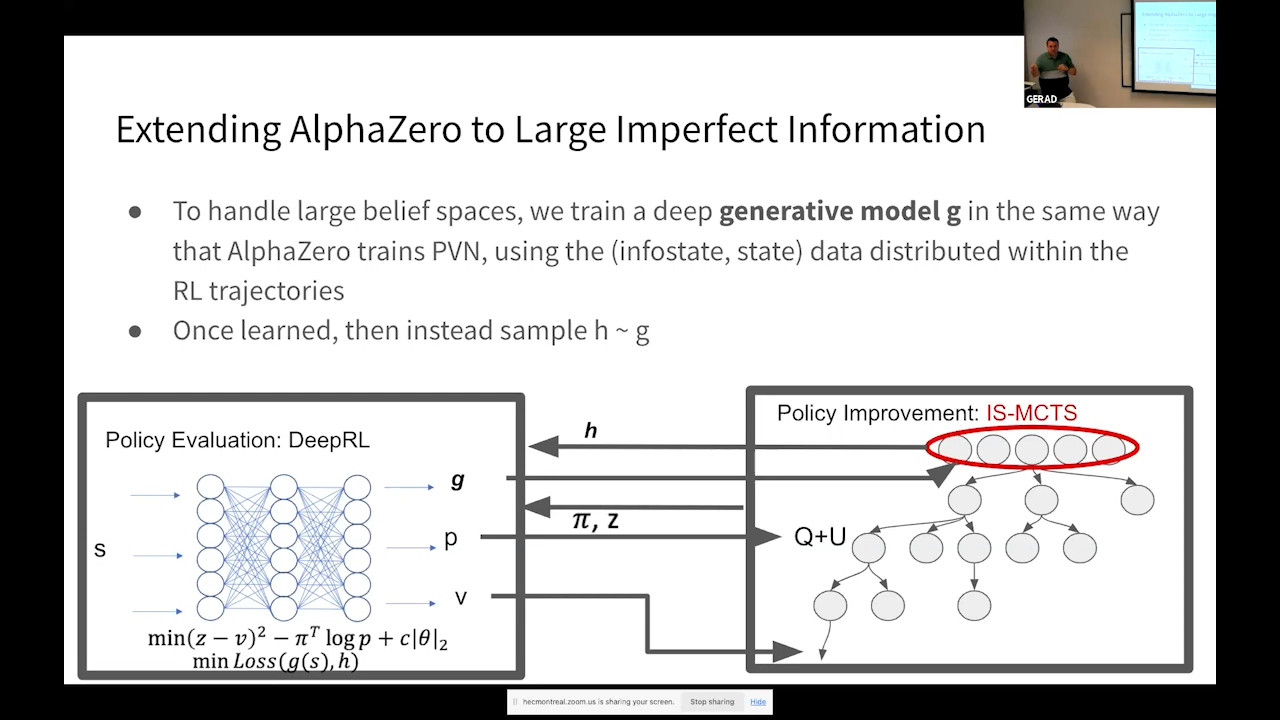 GERAD
Extending AlphaZero to Large Imperfect Information
● To handle large belief spaces, we train a deep generative model g in the same way
that AlphaZero trains PVN, using the (infostate, state) data distributed within the
RL trajectories
● Once learned, then instead sample h ~ g
Policy Evaluation: DeepRL
s
g
p
v
min(z − v)² − πᵀ log p + c|θ|₂
min Loss(g(s), h)
h
π, z
Policy Improvement: IS-MCTS
Q+U
hecmontreal.zoom.us is sharing your screen.
Stop sharing
Hide